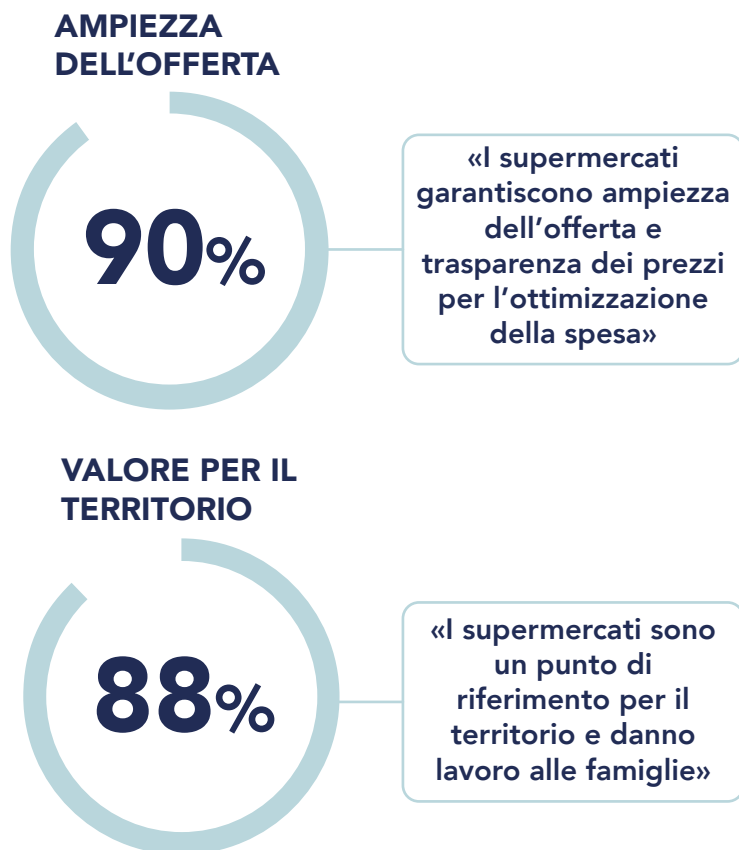 AMPIEZZA
DELL'OFFERTA
90%
«I supermercati
garantiscono ampiezza
dell'offerta e
trasparenza dei prezzi
per l'ottimizzazione
della spesa»
VALORE PER IL
TERRITORIO
88%
«I supermercati sono
un punto di
riferimento per il
territorio e danno
lavoro alle famiglie»